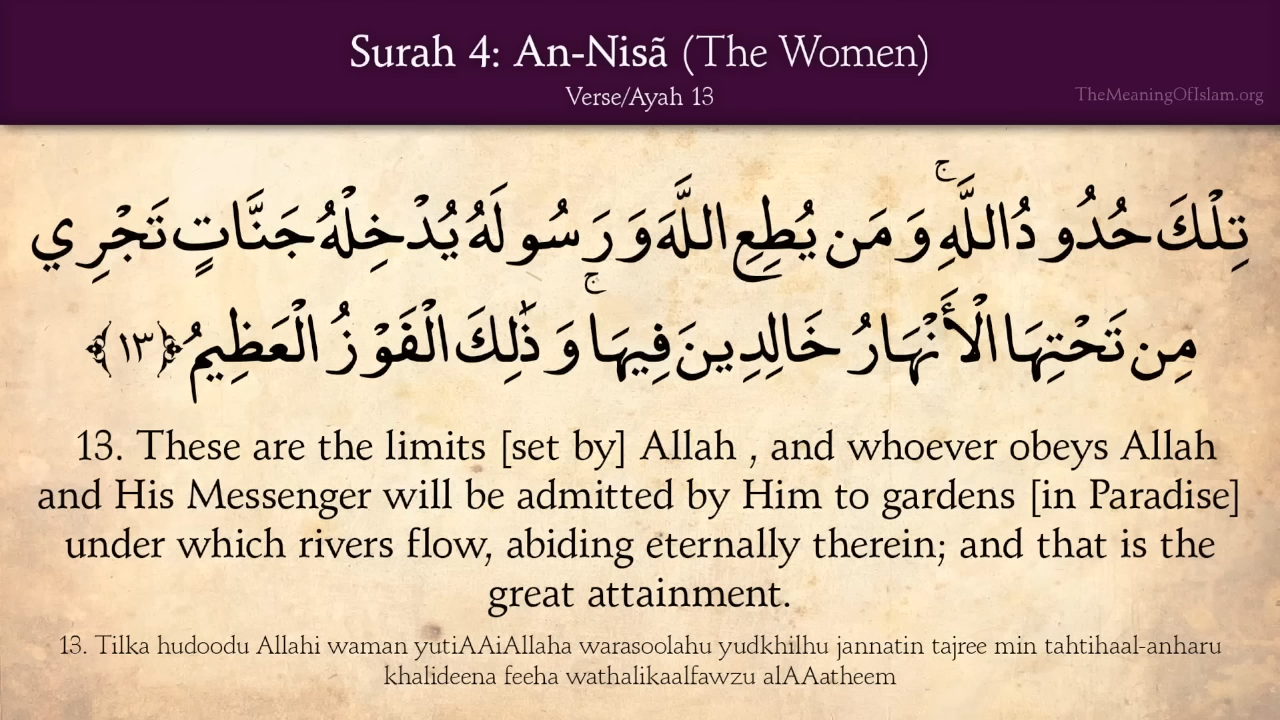 Surah 4: An-Nisã (The Women)
Verse/Ayah 13
TheMeaningOfIslam.org
تِلْكَ حُدُودُ اللَّهِ ۚ وَمَن يُطِعِ اللَّهَ وَرَسُولَهُ يُدْخِلْهُ جَنَّاتٍ تَجْرِي
مِن تَحْتِهَا الْأَنْهَارُ خَالِدِينَ فِيهَا ۚ وَذَٰلِكَ الْفَوْزُ الْعَظِيمُ ﴿١٣﴾
13. These are the limits [set by] Allah , and whoever obeys Allah
and His Messenger will be admitted by Him to gardens [in Paradise]
under which rivers flow, abiding eternally therein; and that is the
great attainment.
13. Tilka hudoodu Allahi waman yutiAAiAllaha warasoolahu yudkhilhu jannatin tajree min tahtihaal-anharu
khalideena feeha wathalikaalfawzu alAAatheem